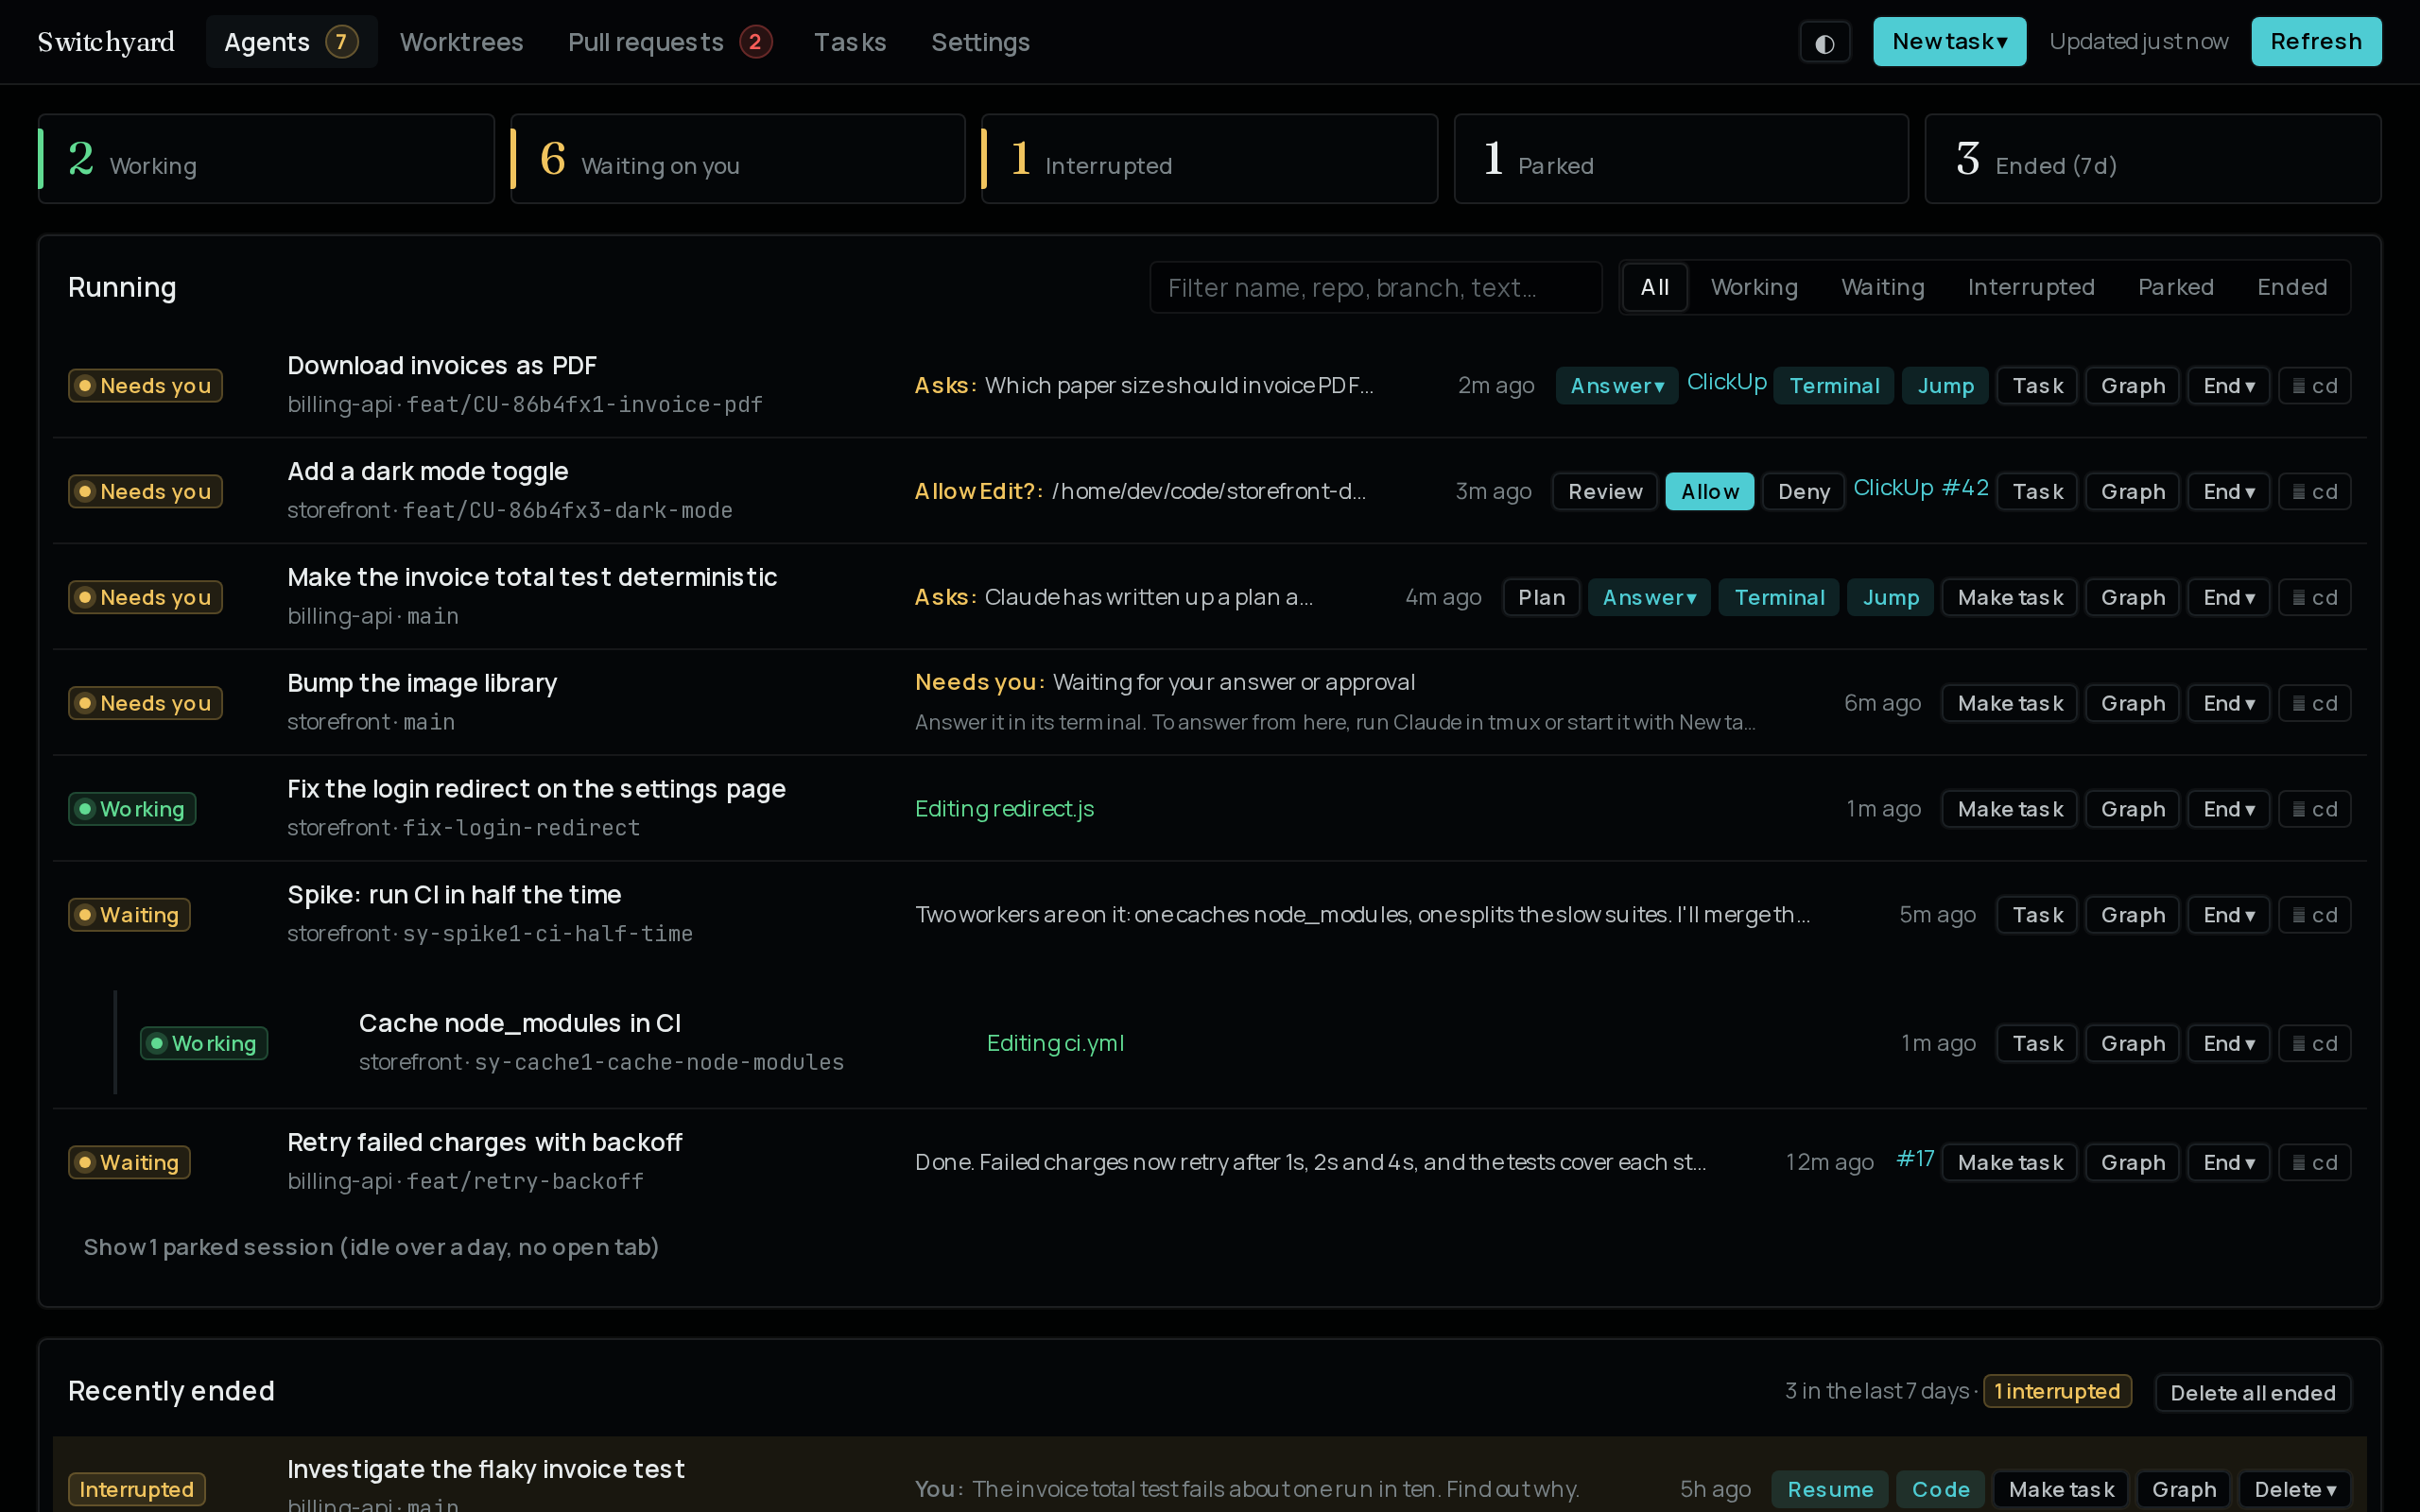 Switchyard Agents 7 Worktrees Pull requests 2 Tasks Settings ◐ New task ▾ Updated just now Refresh
2 Working 6 Waiting on you 1 Interrupted 1 Parked 3 Ended (7d)
Running Filter name, repo, branch, text… All Working Waiting Interrupted Parked Ended
Needs you Download invoices as PDF Asks: Which paper size should invoice PDF… 2m ago Answer ▾ ClickUp Terminal Jump Task Graph End ▾ cd
billing-api · feat/CU-86b4fx1-invoice-pdf
Needs you Add a dark mode toggle Allow Edit?: /home/dev/code/storefront-d… 3m ago Review Allow Deny ClickUp #42 Task Graph End ▾ cd
storefront · feat/CU-86b4fx3-dark-mode
Needs you Make the invoice total test deterministic Asks: Claude has written up a plan a… 4m ago Plan Answer ▾ Terminal Jump Make task Graph End ▾ cd
billing-api · main
Needs you Bump the image library Needs you: Waiting for your answer or approval 6m ago Make task Graph End ▾ cd
storefront · main Answer it in its terminal. To answer from here, run Claude in tmux or start it with New ta…
Working Fix the login redirect on the settings page Editing redirect.js 1m ago Make task Graph End ▾ cd
storefront · fix-login-redirect
Waiting Spike: run CI in half the time Two workers are on it: one caches node_modules, one splits the slow suites. I'll merge th… 5m ago Task Graph End ▾ cd
storefront · sy-spike1-ci-half-time
Working Cache node_modules in CI Editing ci.yml 1m ago Task Graph End ▾ cd
storefront · sy-cache1-cache-node-modules
Waiting Retry failed charges with backoff Done. Failed charges now retry after 1s, 2s and 4s, and the tests cover each st… 12m ago #17 Make task Graph End ▾ cd
billing-api · feat/retry-backoff
Show 1 parked session (idle over a day, no open tab)
Recently ended 3 in the last 7 days · 1 interrupted Delete all ended
Interrupted Investigate the flaky invoice test You: The invoice total test fails about one run in ten. Find out why. 5h ago Resume Code Make task Graph Delete ▾
billing-api · main